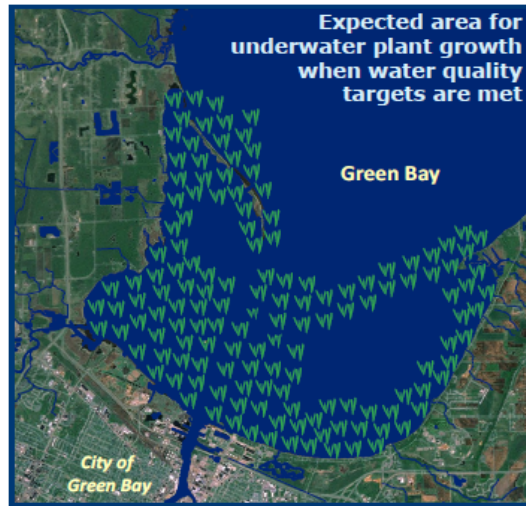 Expected area for
underwater plant growth
when water quality
targets are met
Green Bay
City of
Green Bay